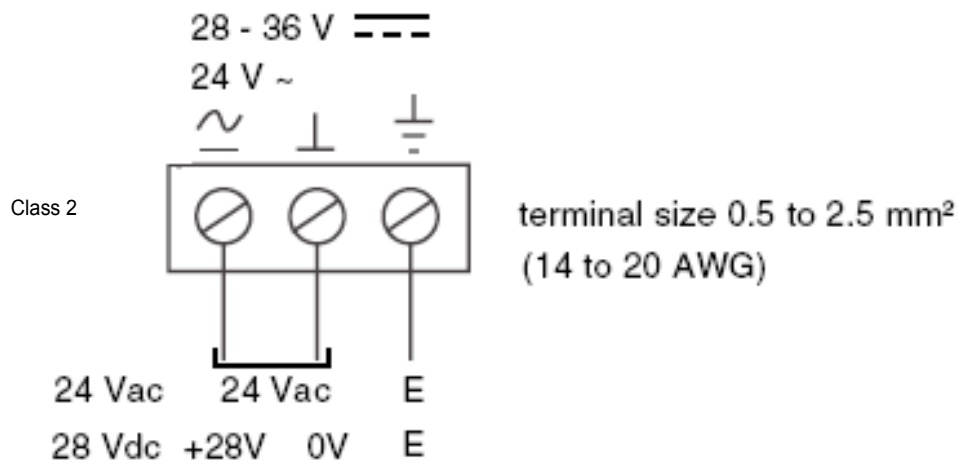 28 - 36 V
24 V ~
Class 2
terminal size 0.5 to 2.5 mm²
(14 to 20 AWG)
24 Vac 24 Vac E
28 Vdc +28V 0V E